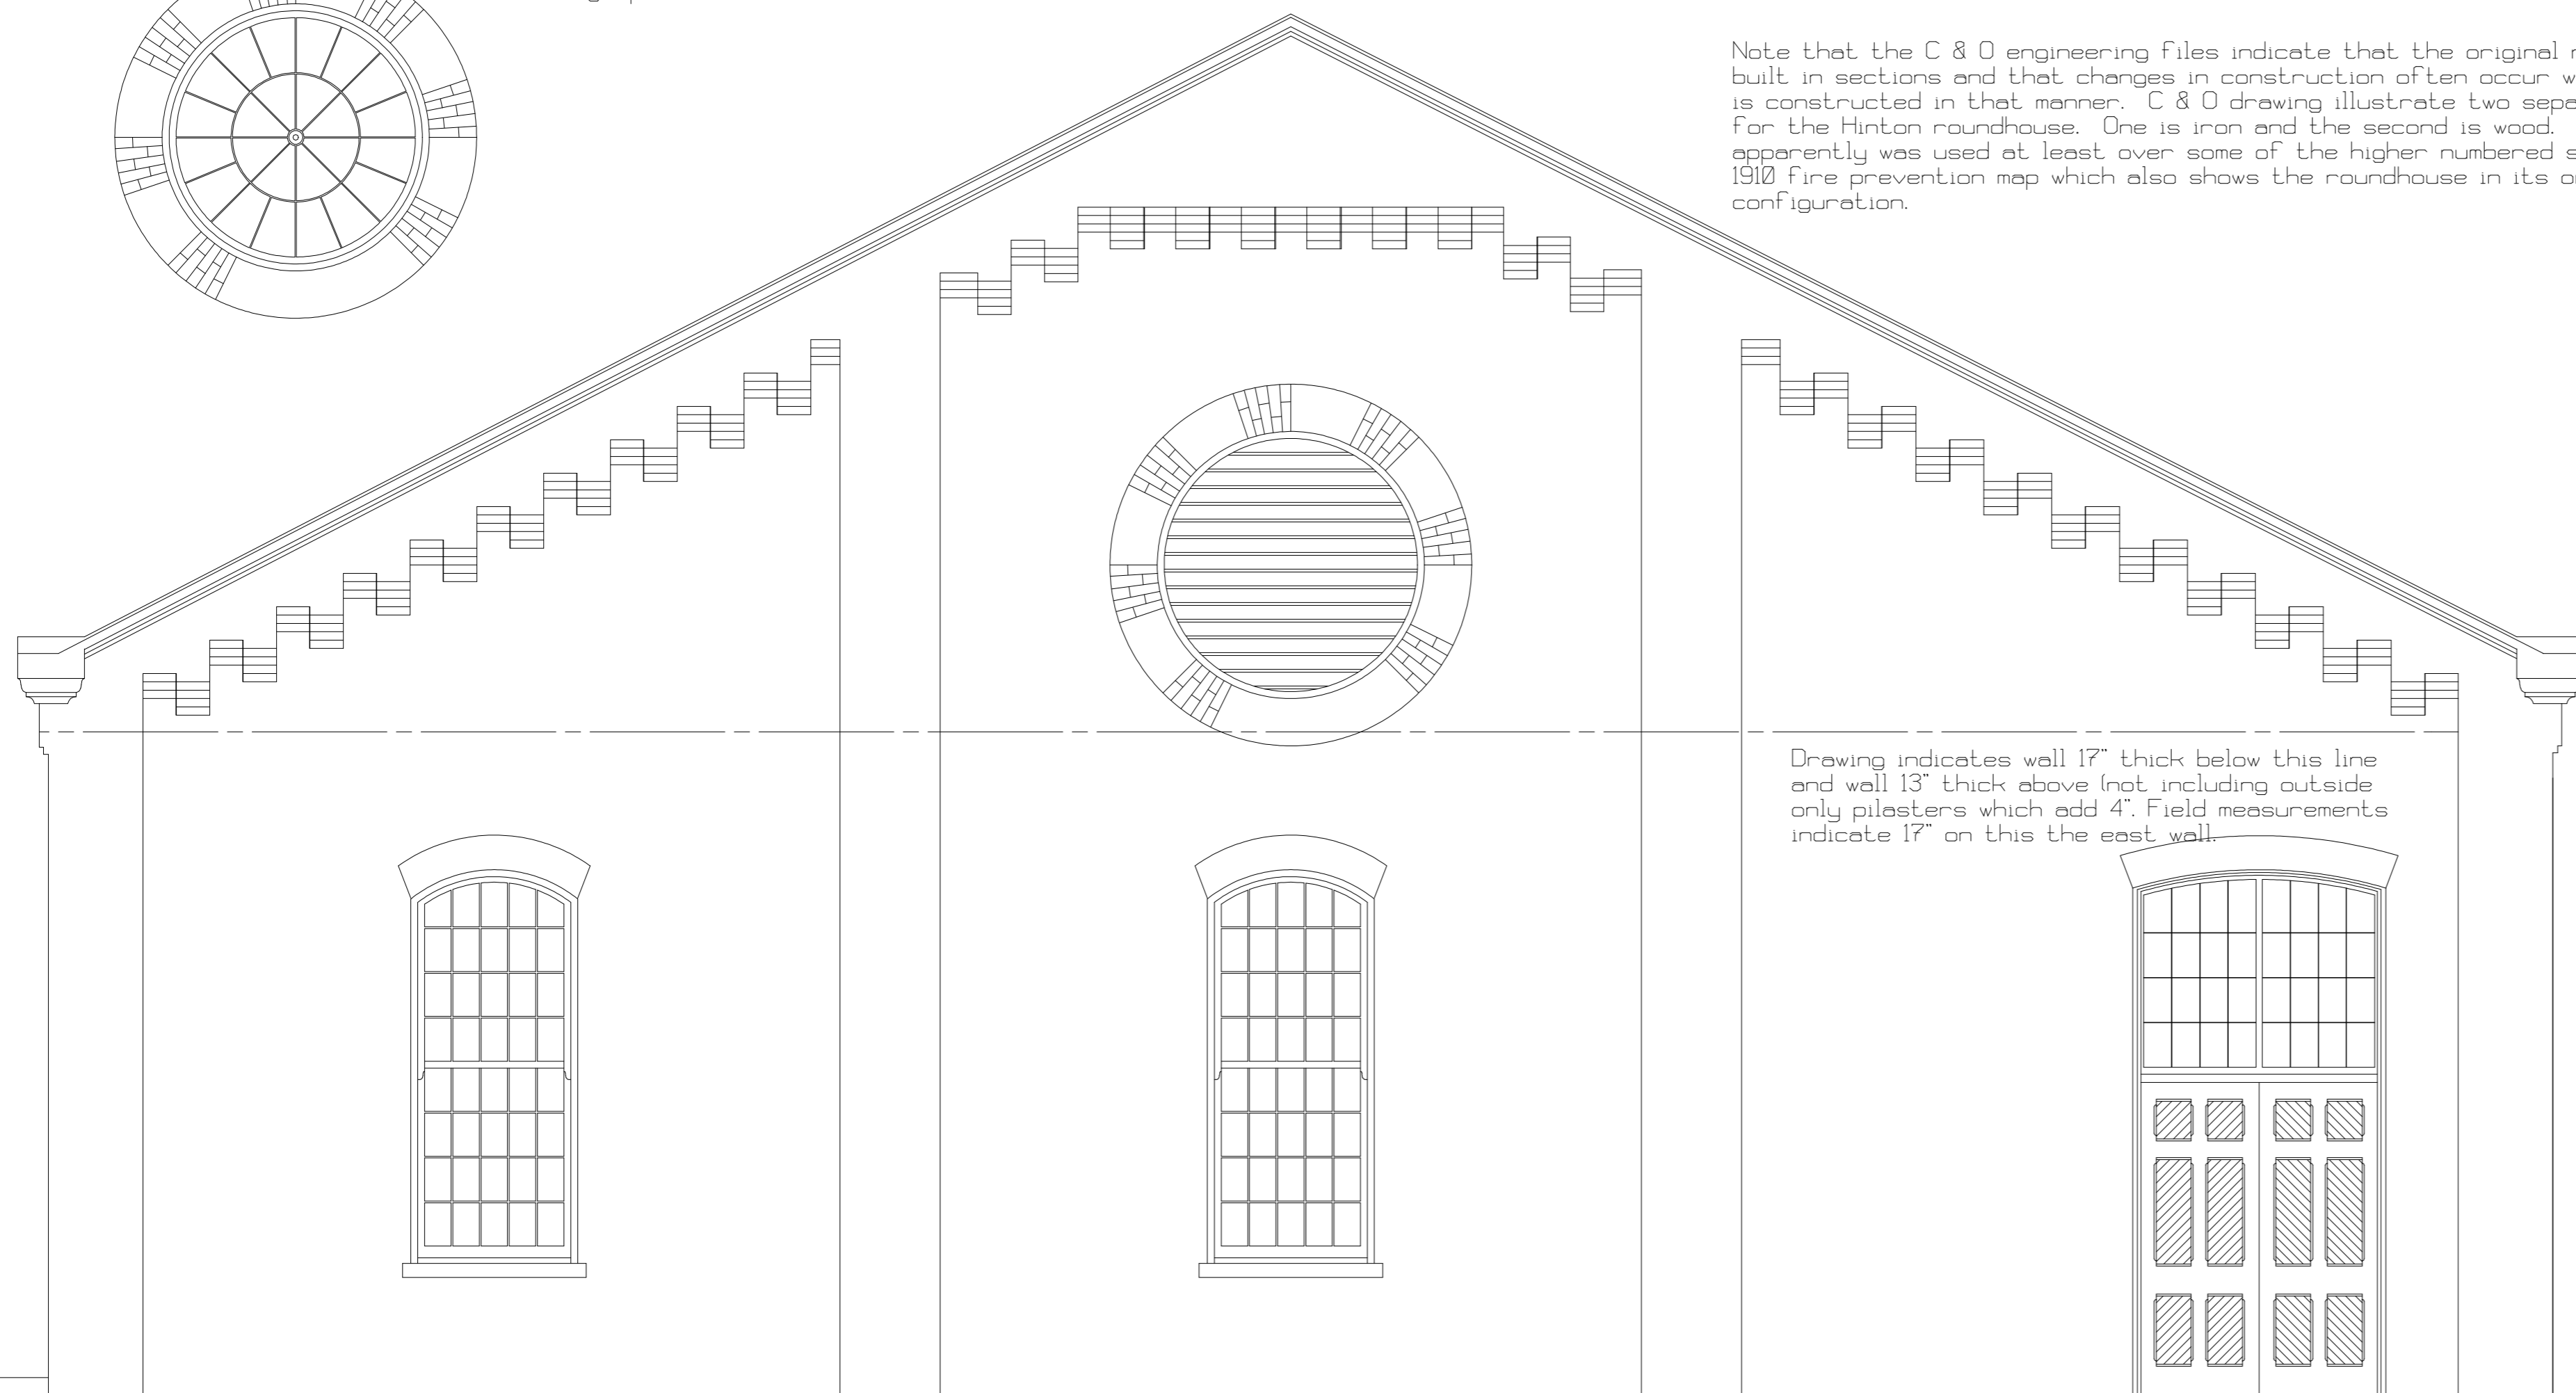 Note that the C & O engineering files indicate that the original
built in sections and that changes in construction often occur
is constructed in that manner. C & O drawing illustrate two
for the Hinton roundhouse. One is iron and the second is wood.
apparently was used at least over some of the higher numbered
1910 fire prevention map which also shows the roundhouse in its
configuration.
Drawing indicates wall 17" thick below this line
and wall 13" thick above (not including outside
only pilasters which add 4". Field measurements
indicate 17" on this the east wall.